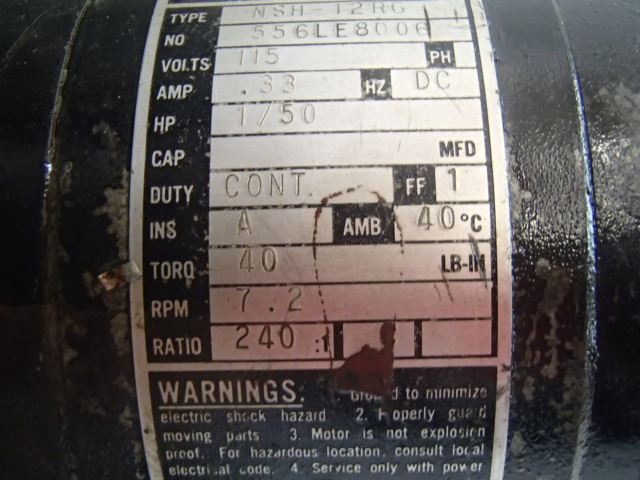 TYPE NSH-12RG
NO 556LE8006
VOLTS 115 PH
AMP .33 HZ DC
HP 1/50
CAP MFD
DUTY CONT. FF 1
INS A AMB 40°C
TORQ 40 LB-IN
RPM 7.2
RATIO 240 :1
WARNINGS. to minimize
electric shock hazard 2. guard
moving parts 3. Motor is not explosion
proof. For hazardous location, consult local
electrical code. 4 Service only with power